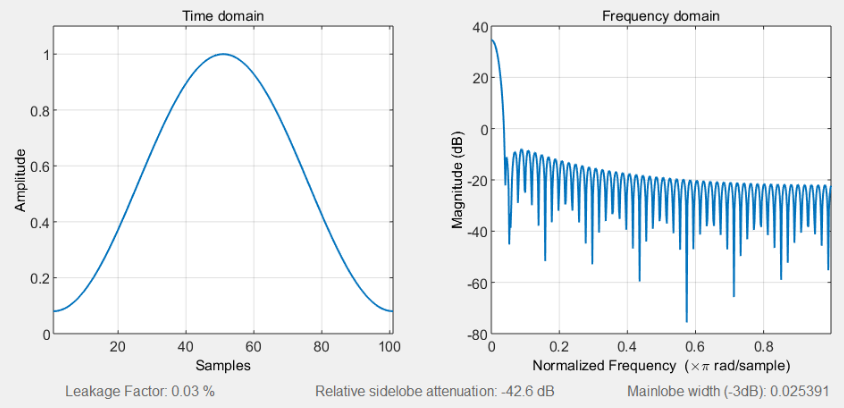 Time domain
Frequency domain
1
0.8
0.6
0.4
0.2
0
Amplitude
20
40
60
80
100
Samples
40
20
0
-20
-40
-60
-80
Magnitude (dB)
0
0.2
0.4
0.6
0.8
Normalized Frequency (×π rad/sample)
Leakage Factor: 0.03 %
Relative sidelobe attenuation: -42.6 dB
Mainlobe width (-3dB): 0.025391